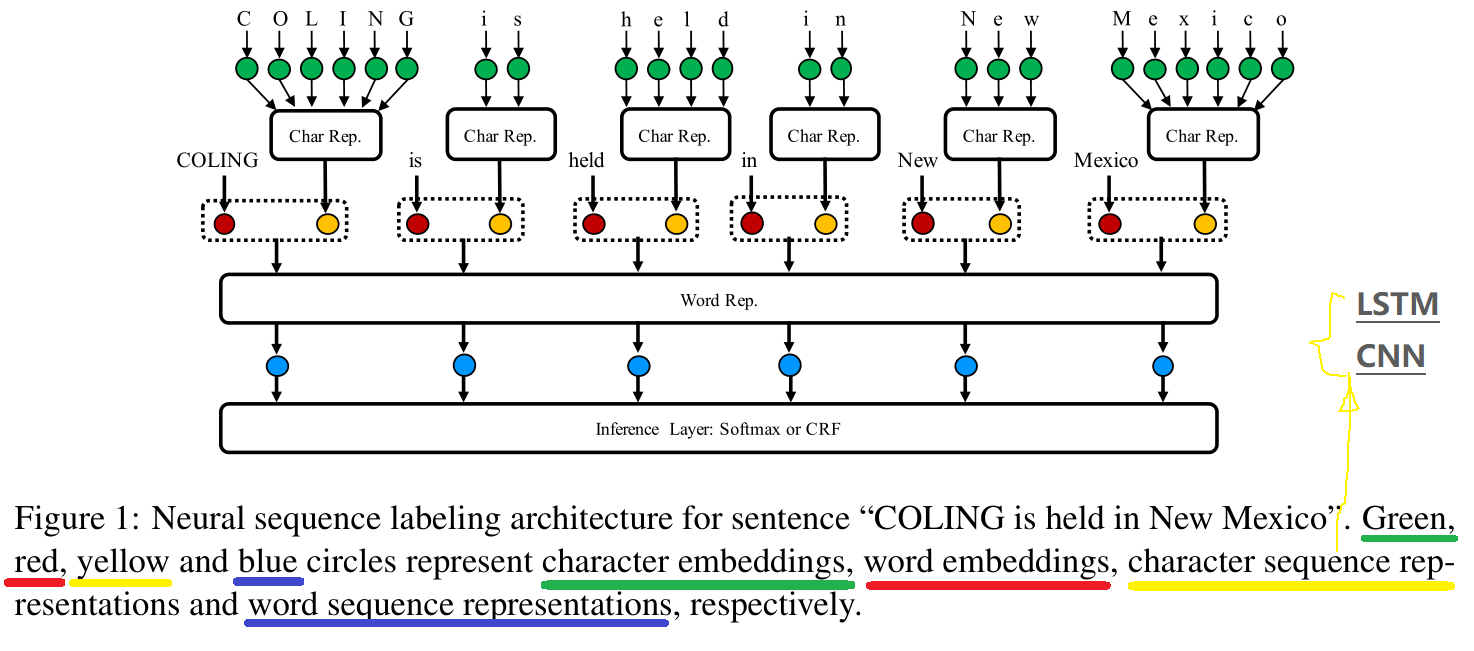 C O L I N G i s h e l d i n N e w M e x i c o
Char Rep. Char Rep. Char Rep. Char Rep. Char Rep. Char Rep.
COLING is held in New Mexico
Word Rep.
LSTM
CNN
Inference Layer: Softmax or CRF
Figure 1: Neural sequence labeling architecture for sentence “COLING is held in New Mexico”. Green,
red, yellow and blue circles represent character embeddings, word embeddings, character sequence rep-
resentations and word sequence representations, respectively.